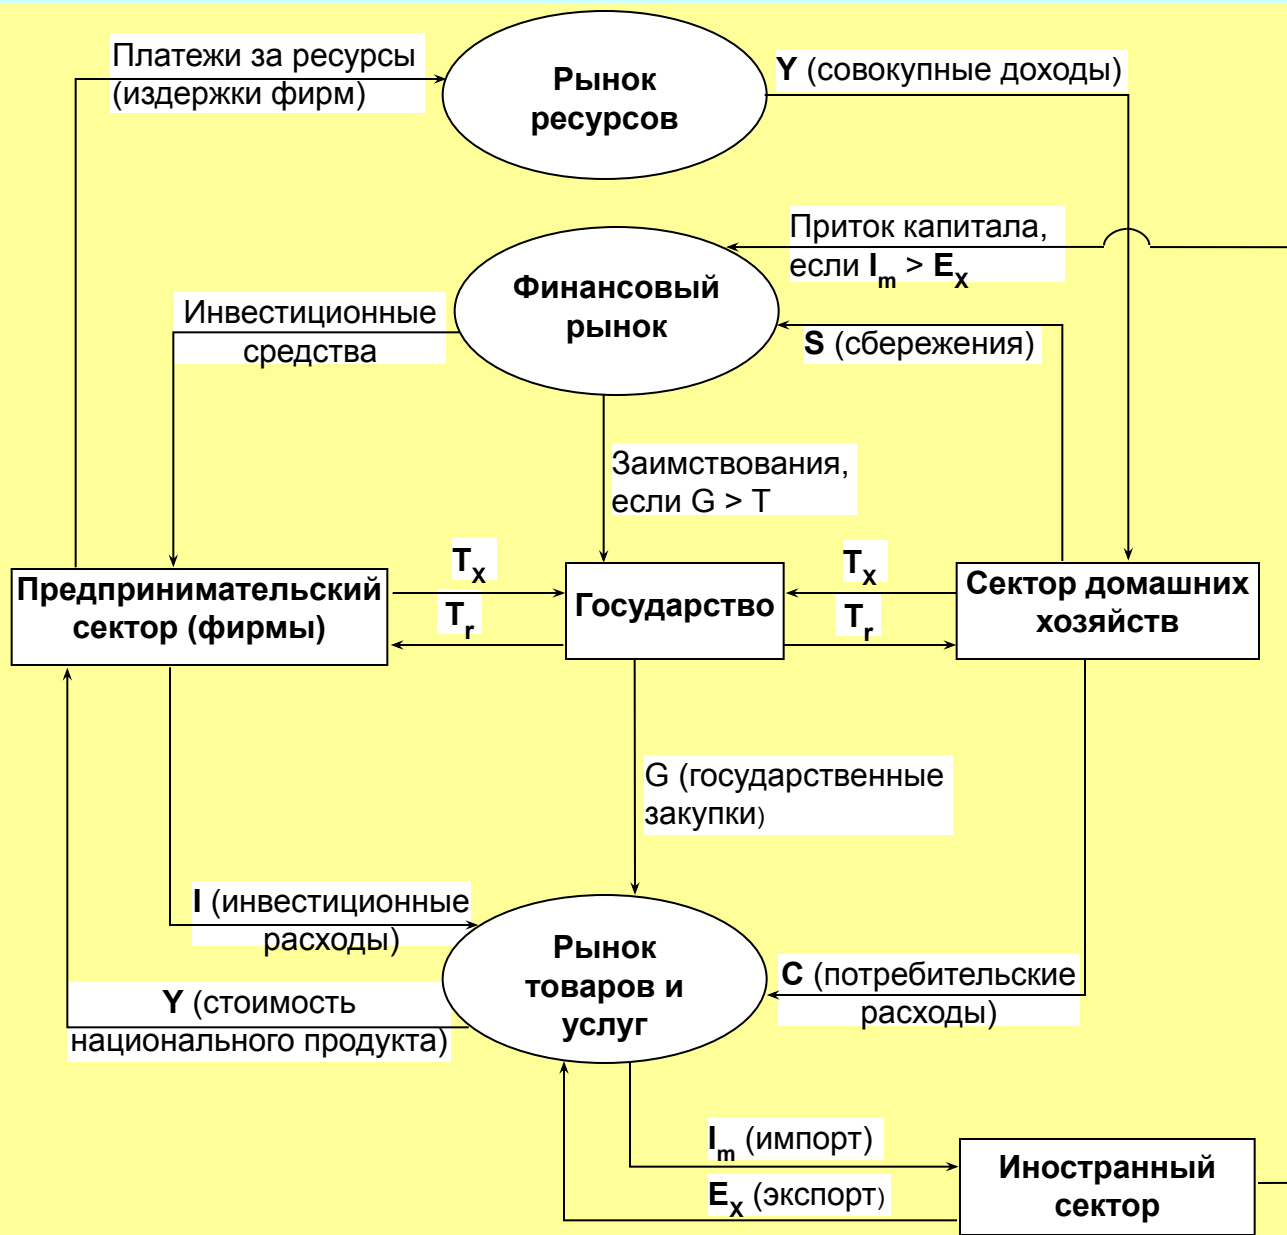 Платежи за ресурсы
(издержки фирм)
Рынок
ресурсов
Y (совокупные доходы)
Приток капитала,
если Im > EX
Финансовый
рынок
Инвестиционные
средства
S (сбережения)
Заимствования,
если G > T
Предпринимательский
сектор (фирмы)
TX
Tr
Государство
TX
Tr
Сектор домашних
хозяйств
G (государственные
закупки)
I (инвестиционные
расходы)
Рынок
товаров и
услуг
C (потребительские
расходы)
Y (стоимость
национального продукта)
Im (импорт)
EX (экспорт)
Иностранный
сектор